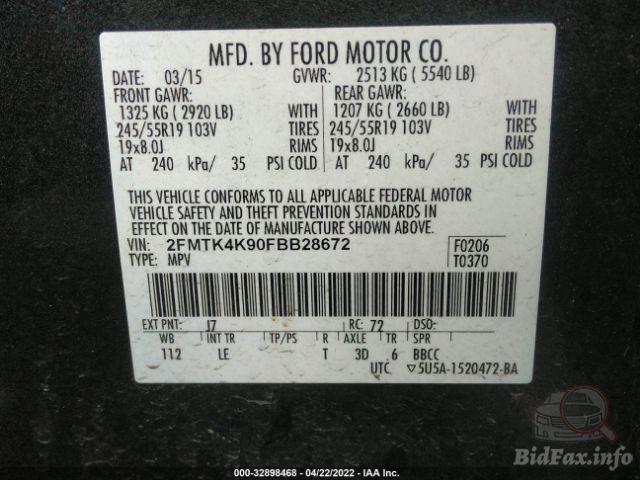 MFD. BY FORD MOTOR CO.
DATE: 03/15 GVWR: 2513 KG ( 5540 LB)
FRONT GAWR: REAR GAWR:
1325 KG ( 2920 LB) WITH 1207 KG ( 2660 LB) WITH
245/55R19 103V TIRES 245/55R19 103V TIRES
19x8.0J RIMS 19x8.0J RIMS
AT 240 kPa/ 35 PSI COLD AT 240 kPa/ 35 PSI COLD
THIS VEHICLE CONFORMS TO ALL APPLICABLE FEDERAL MOTOR
VEHICLE SAFETY AND THEFT PREVENTION STANDARDS IN
EFFECT ON THE DATE OF MANUFACTURE SHOWN ABOVE.
VIN: 2FMTK4K90FBB28672 F0206
TYPE: MPV T0370
EXT PNT: J7 RC: 72 DSO:
WB INT TR TP/PS R AXLE TR SPR
112 LE T 3D 6 BBCC
UTC ▽5U5A-1520472-BA
BidFax.info
000-32898468 - 04/22/2022 - IAA Inc.